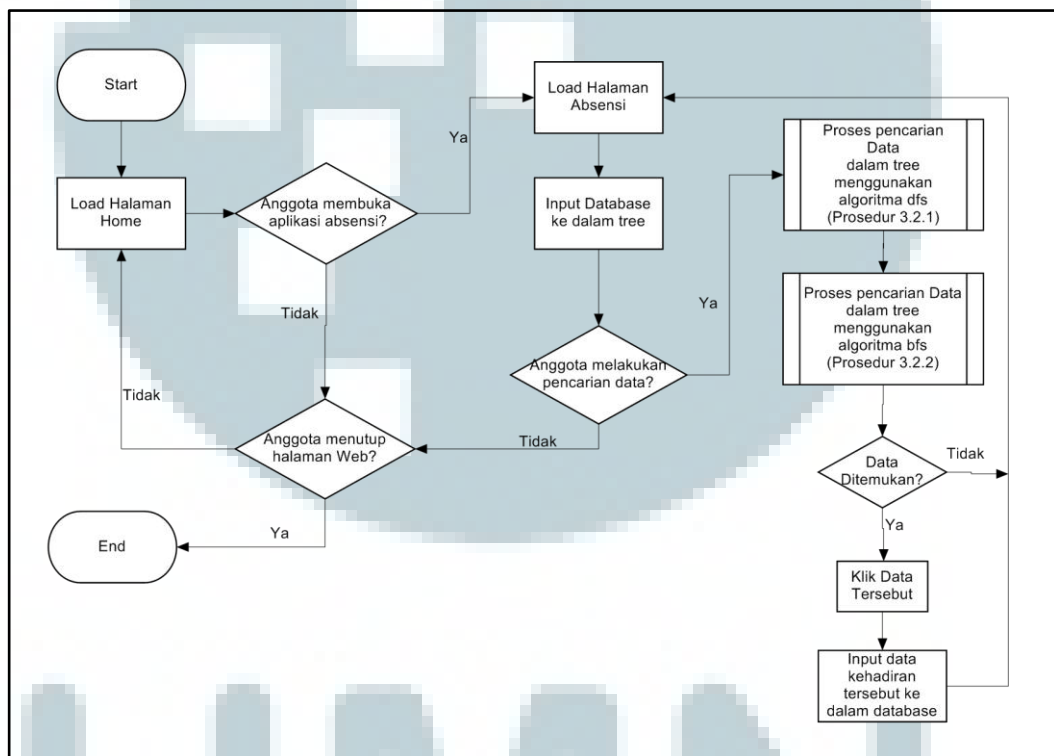 Start
Load Halaman
Home
Anggota membuka
aplikasi absensi?
Ya
Tidak
Load Halaman
Absensi
Input Database
ke dalam tree
Anggota melakukan
pencarian data?
Ya
Tidak
Proses pencarian Data
dalam tree
menggunakan
algoritma dfs
(Prosedur 3.2.1)
Proses pencarian Data
dalam tree
menggunakan
algoritma bfs
(Prosedur 3.2.2)
Data
Ditemukan?
Tidak
Ya
Klik Data
Tersebut
Input data
kehadiran
tersebut ke
dalam database
Anggota menutup
halaman Web?
Tidak
Ya
End